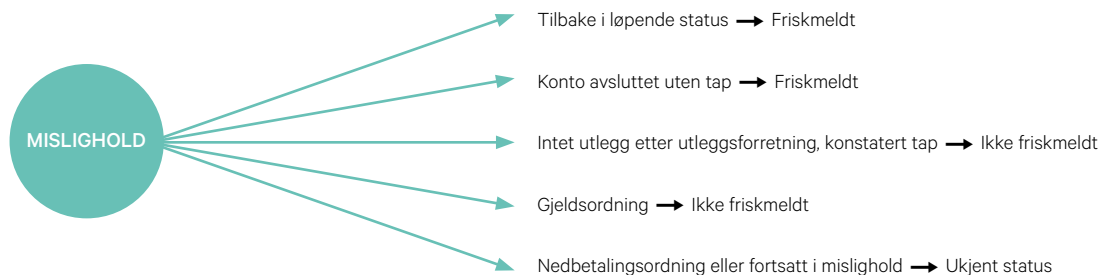 Tilbake i løpende status → Friskmeldt
Konto avsluttet uten tap → Friskmeldt
MISLIGHOLD
Intet utlegg etter utleggsforretning, konstatert tap → Ikke friskmeldt
Gjeldsordning → Ikke friskmeldt
Nedbetalingsordning eller fortsatt i mislighold → Ukjent status